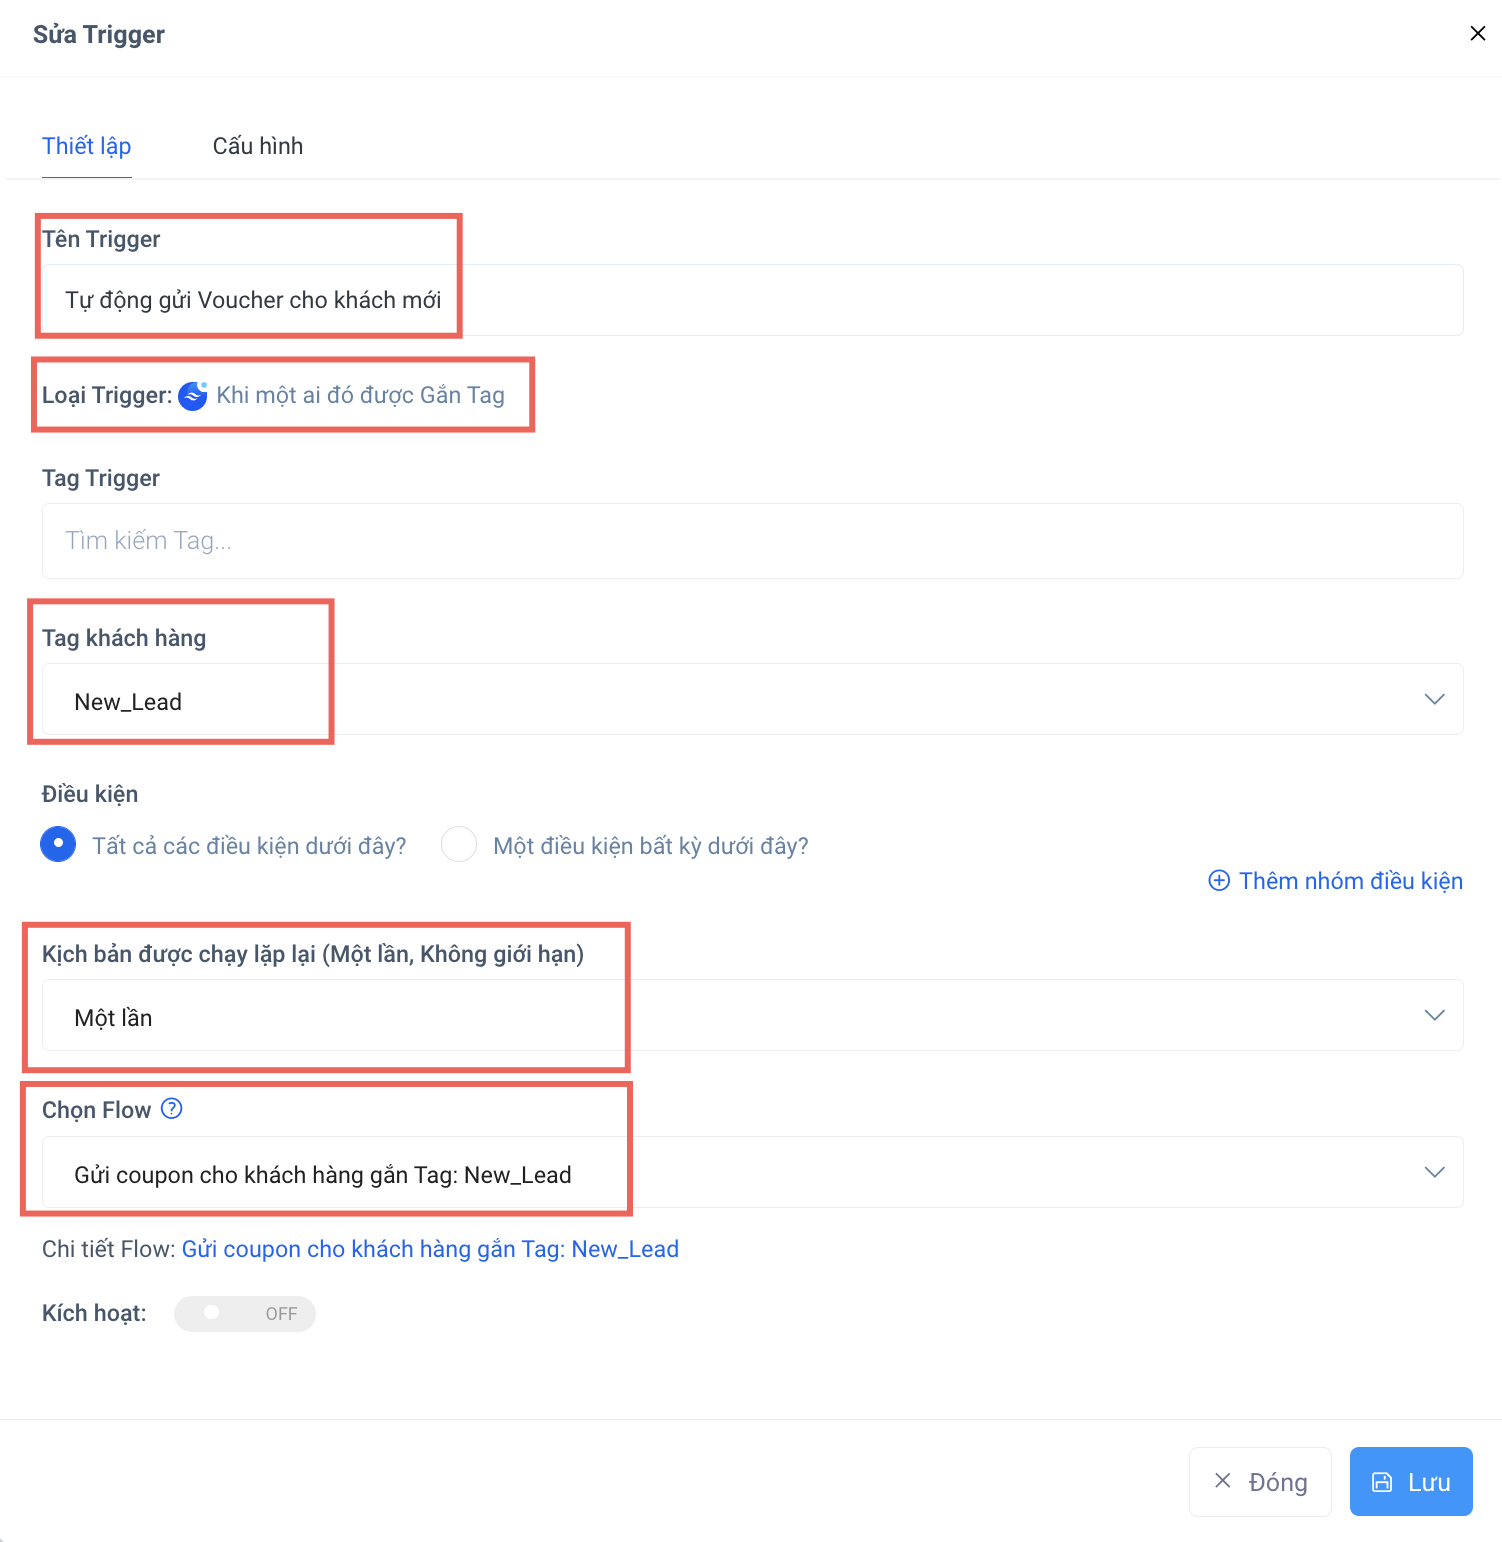 Sửa Trigger
Thiết lập
Cấu hình
Tên Trigger
Tự động gửi Voucher cho khách mới
Loại Trigger: Khi một ai đó được Gắn Tag
Tag Trigger
Tìm kiếm Tag...
Tag khách hàng
New_Lead
Điều kiện
Tất cả các điều kiện dưới đây?
Một điều kiện bất kỳ dưới đây?
Thêm nhóm điều kiện
Kịch bản được chạy lặp lại (Một lần, Không giới hạn)
Một lần
Chọn Flow
Gửi coupon cho khách hàng gắn Tag: New_Lead
Chi tiết Flow: Gửi coupon cho khách hàng gắn Tag: New_Lead
Kích hoạt: OFF
Đóng
Lưu